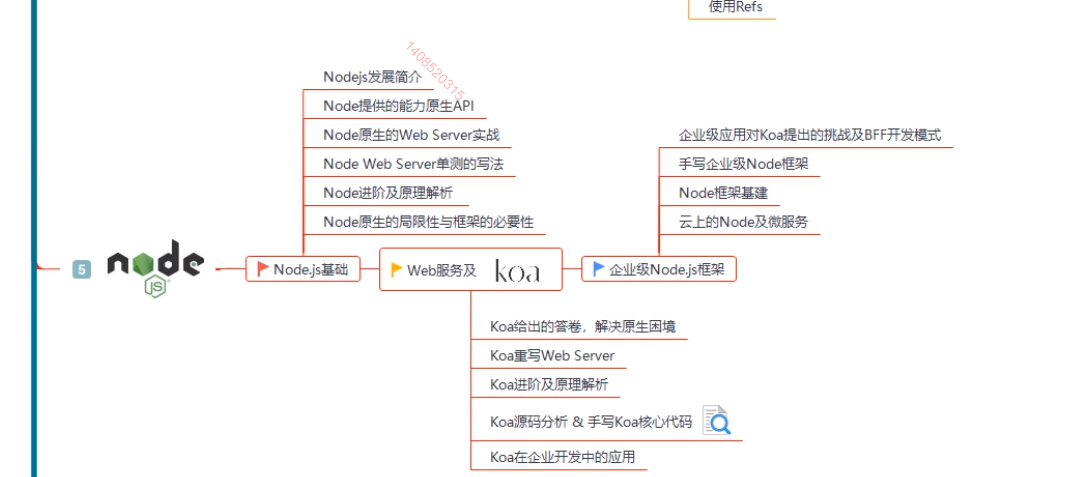 使用Refs
1408520315
Nodejs发展简介
Node提供的能力原生API
Node原生的Web Server实战
Node Web Server单测的写法
Node进阶及原理解析
Node原生的局限性与框架的必要性
企业级应用对Koa提出的挑战及BFF开发模式
手写企业级Node框架
Node框架基建
云上的Node及微服务
5
node
JS
Node.js基础
Web服务及 koa
企业级Node.js框架
Koa给出的答卷，解决原生困境
Koa重写Web Server
Koa进阶及原理解析
Koa源码分析 & 手写Koa核心代码
Koa在企业开发中的应用